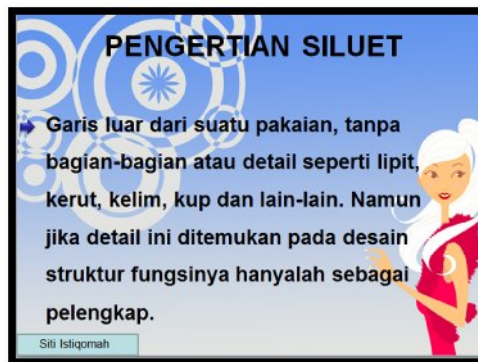 PENGERTIAN SILUET
Garis luar dari suatu pakaian, tanpa
bagian-bagian atau detail seperti lipit,
kerut, kelim, kup dan lain-lain. Namun
jika detail ini ditemukan pada desain
struktur fungsinya hanyalah sebagai
pelengkap.
Siti Istiqomah